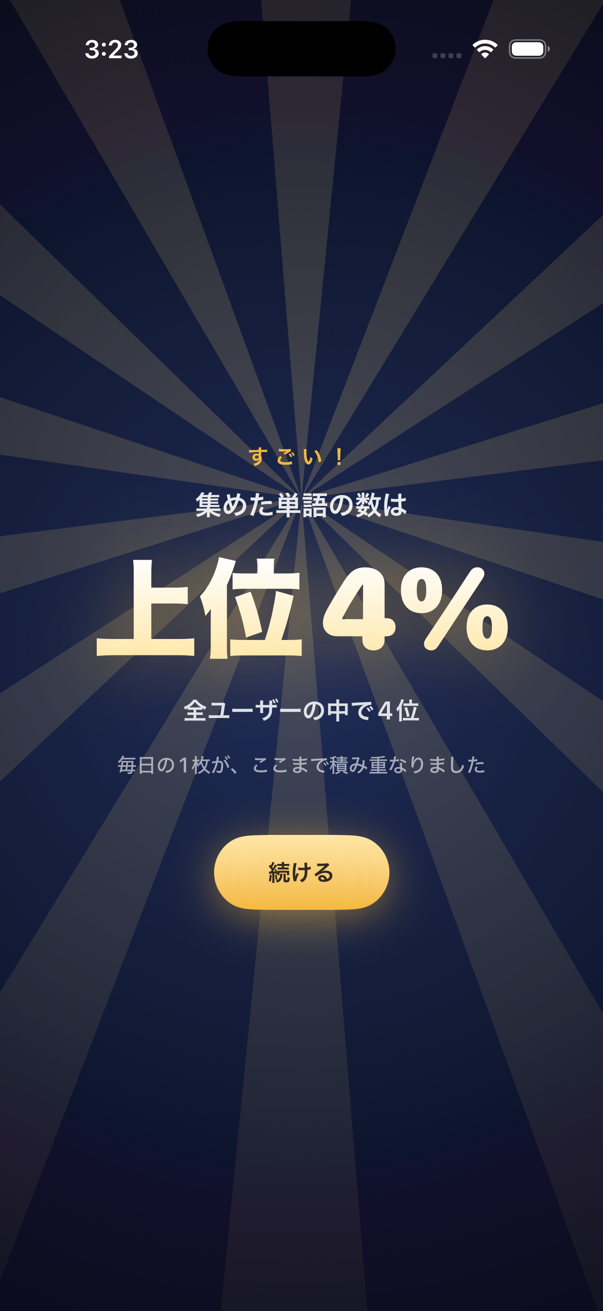 3:23
すごい！
集めた単語の数は
上位4%
全ユーザーの中で4位
毎日の1枚が、ここまで積み重なりました
続ける